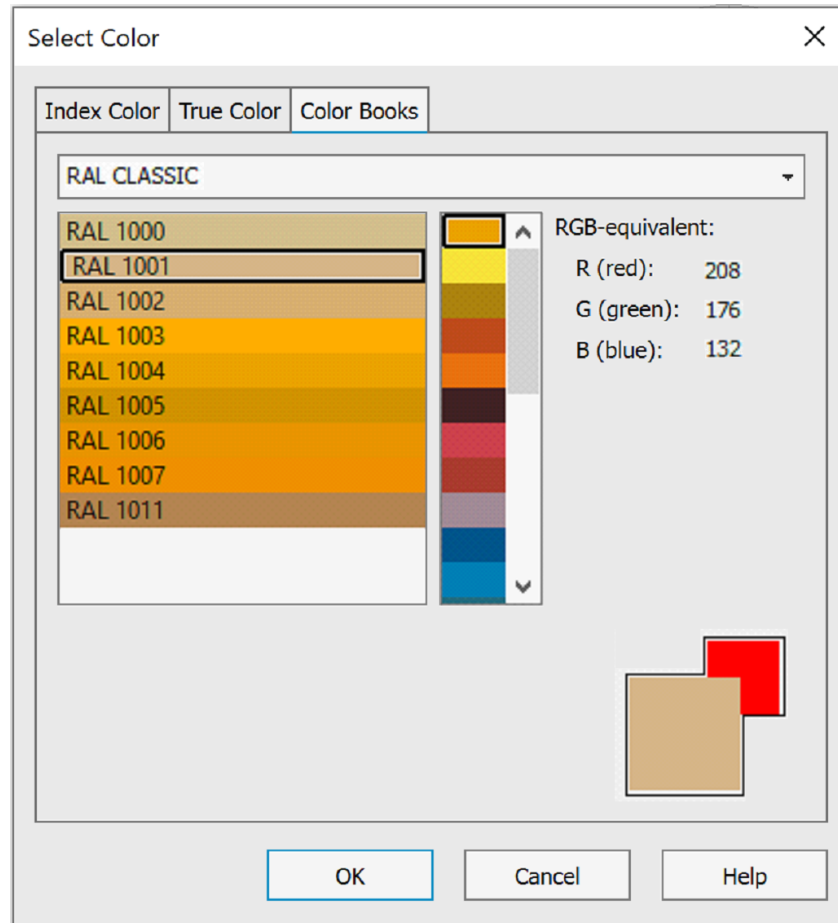 Select Color
Index Color True Color Color Books
RAL CLASSIC
RAL 1000
RAL 1001
RAL 1002
RAL 1003
RAL 1004
RAL 1005
RAL 1006
RAL 1007
RAL 1011
RGB-equivalent:
R (red): 208
G (green): 176
B (blue): 132
OK Cancel Help